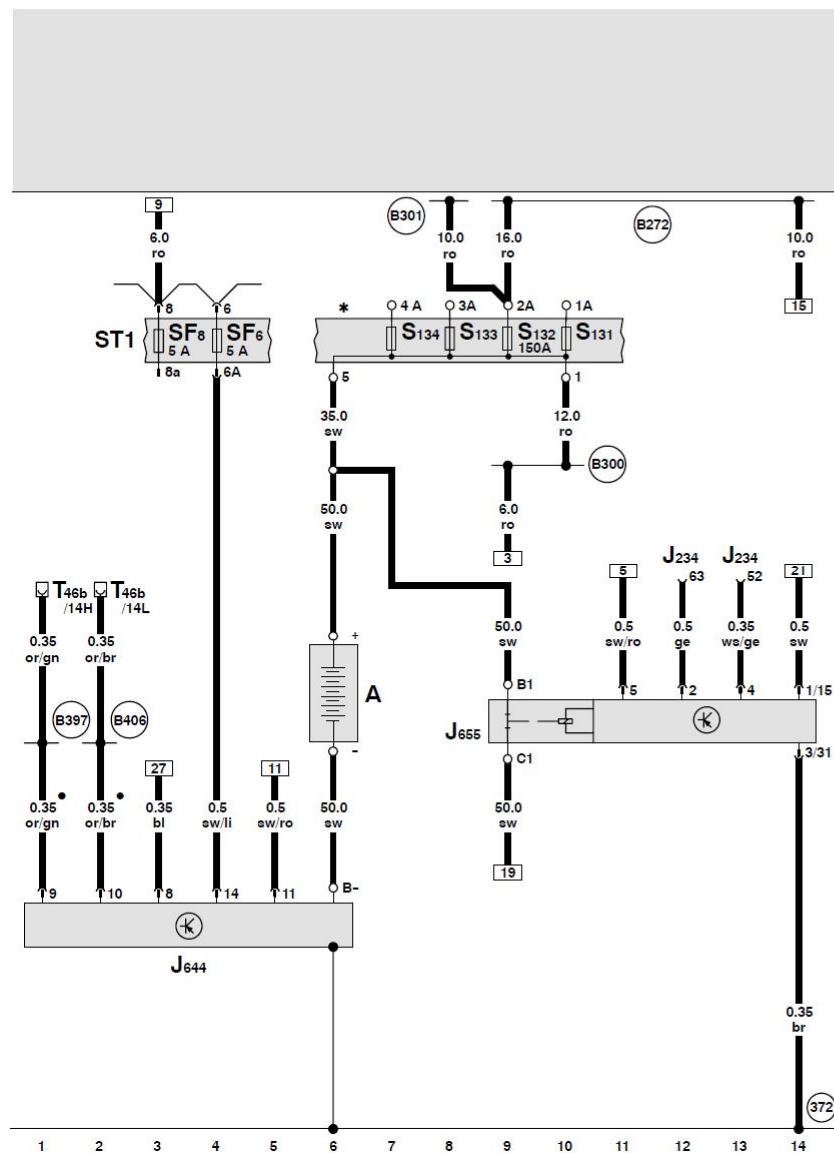 9
6.0
ro
B301
10.0
ro
16.0
ro
B272
10.0
ro
15
8
6
*
4 A
3A
2A
1A
ST1
SF8
5 A
SF6
5 A
S134
S133
S132
150A
S131
8a
6A
5
1
35.0
sw
12.0
ro
B300
50.0
sw
6.0
ro
3
T46b
/14H
T46b
/14L
5
J234
63
J234
52
21
0.35
or/gn
0.35
or/br
50.0
sw
0.5
sw/ro
0.5
ge
0.35
ws/ge
0.5
sw
+
B1
5
2
4
1/15
A
B397
B406
J655
-
C1
3/31
27
11
0.35
or/gn
0.35
or/br
0.35
bl
0.5
sw/li
0.5
sw/ro
50.0
sw
50.0
sw
19
9
10
8
14
11
B-
J644
0.35
br
372
1 2 3 4 5 6 7 8 9 10 11 12 13 14